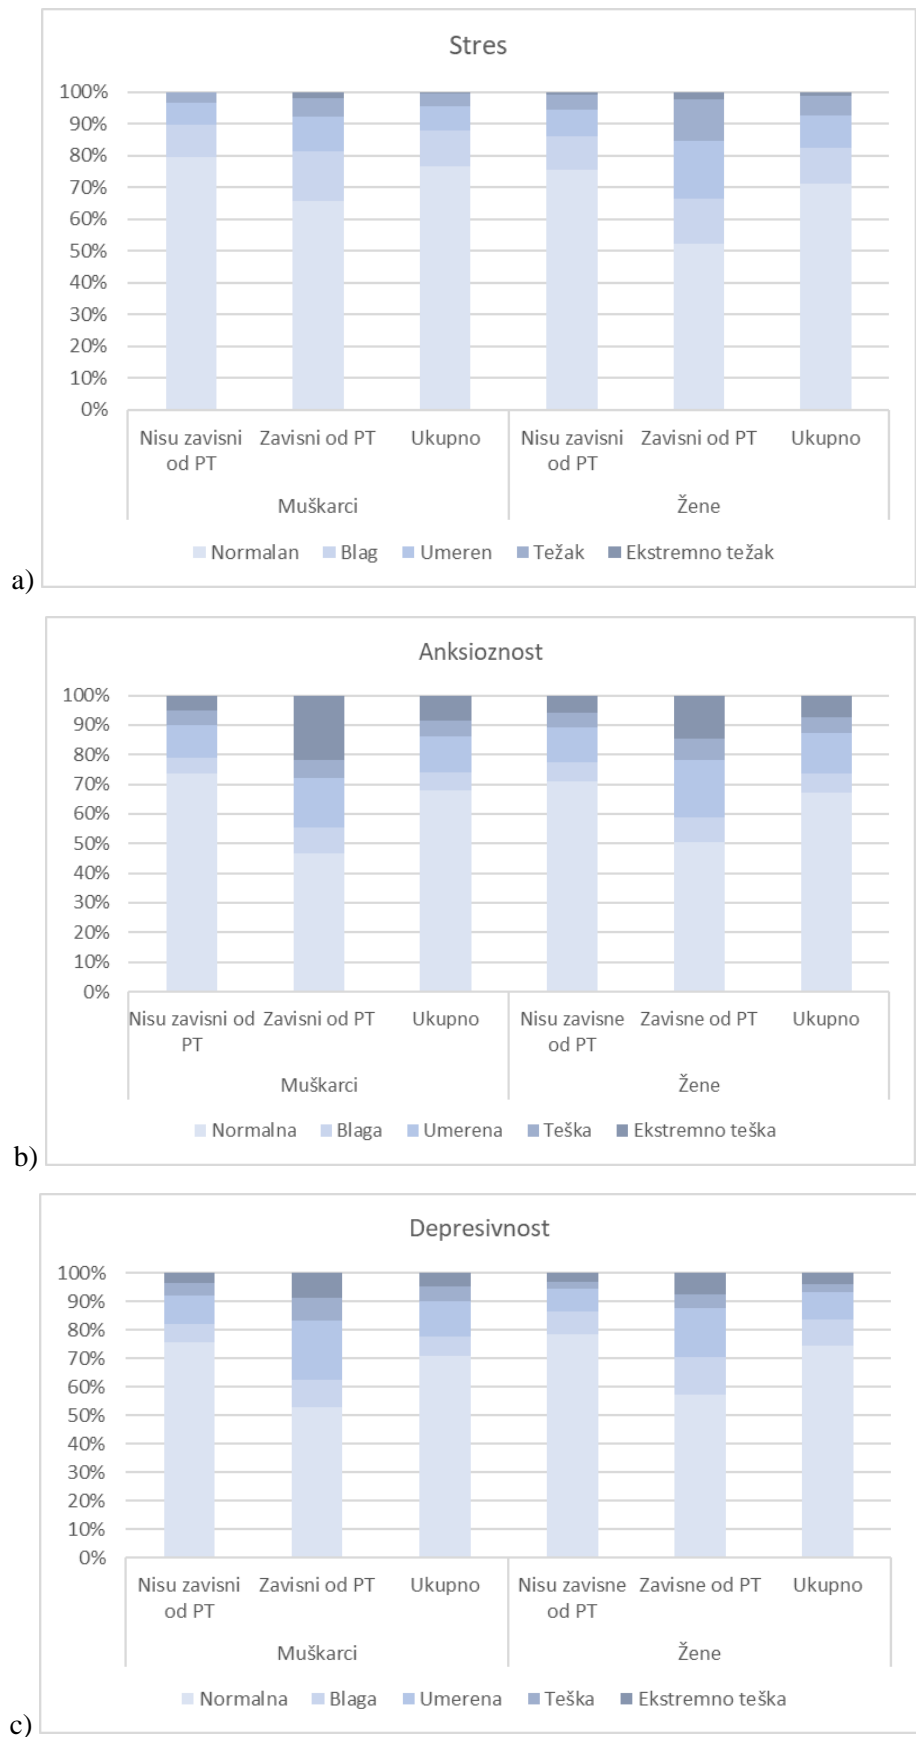 Stres
100%
90%
80%
70%
60%
50%
40%
30%
20%
10%
0%
Nisu zavisni od PT
Zavisni od PT
Ukupno
Nisu zavisni od PT
Zavisni od PT
Ukupno
Muškarci
Žene
Normalan Blag Umeren Težak Ekstremno težak
a)
Anksioznost
100%
90%
80%
70%
60%
50%
40%
30%
20%
10%
0%
Nisu zavisni od PT
Zavisni od PT
Ukupno
Nisu zavisne od PT
Zavisne od PT
Ukupno
Muškarci
Žene
Normalna Blaga Umerena Teška Ekstremno teška
b)
Depresivnost
100%
90%
80%
70%
60%
50%
40%
30%
20%
10%
0%
Nisu zavisni od PT
Zavisni od PT
Ukupno
Nisu zavisne od PT
Zavisne od PT
Ukupno
Muškarci
Žene
Normalna Blaga Umerena Teška Ekstremno teška
c)